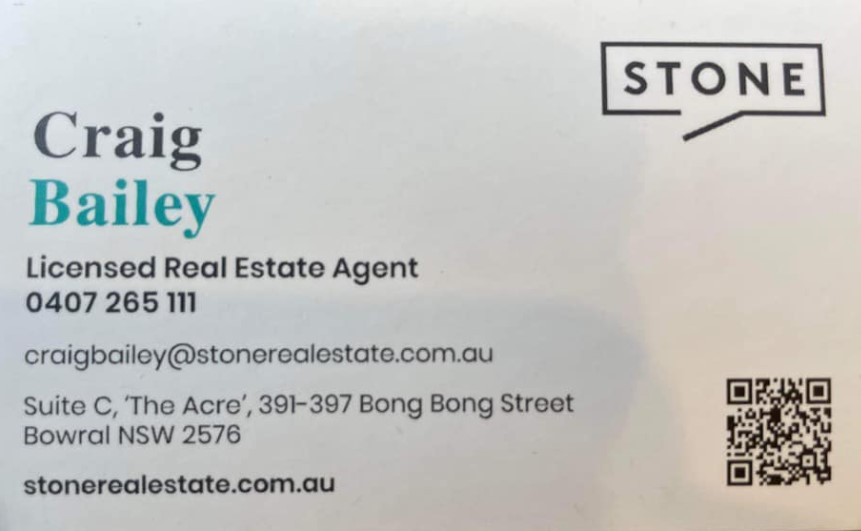 STONE
Craig
Bailey
Licensed Real Estate Agent
0407 265 111
craigbailey@stonerealestate.com.au
Suite C, 'The Acre', 391-397 Bong Bong Street
Bowral NSW 2576
stonerealestate.com.au